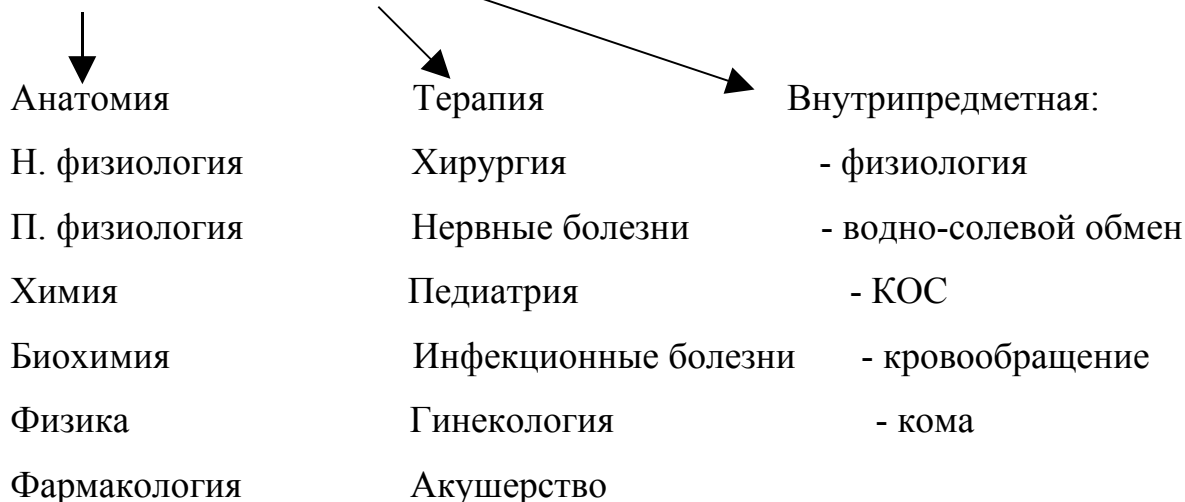 Анатомия Терапия Внутрипредметная:
Н. физиология Хирургия - физиология
П. физиология Нервные болезни - водно-солевой обмен
Химия Педиатрия - КОС
Биохимия Инфекционные болезни - кровообращение
Физика Гинекология - кома
Фармакология Акушерство